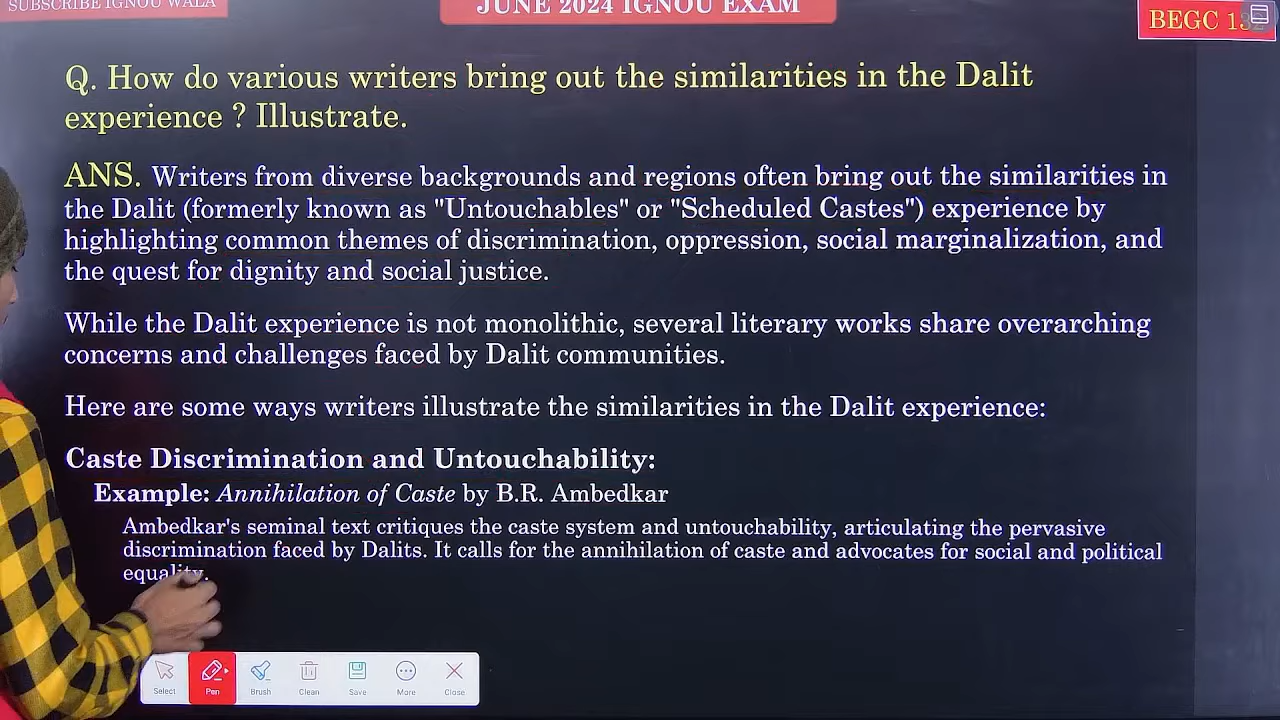 SUBSCRIBE IGNOU WALA
JUNE 2024 IGNOU EXAM
BEGC 132
Q. How do various writers bring out the similarities in the Dalit
experience ? Illustrate.
ANS. Writers from diverse backgrounds and regions often bring out the similarities in
the Dalit (formerly known as "Untouchables" or "Scheduled Castes") experience by
highlighting common themes of discrimination, oppression, social marginalization, and
the quest for dignity and social justice.
While the Dalit experience is not monolithic, several literary works share overarching
concerns and challenges faced by Dalit communities.
Here are some ways writers illustrate the similarities in the Dalit experience:
Caste Discrimination and Untouchability:
Example: Annihilation of Caste by B.R. Ambedkar
Ambedkar's seminal text critiques the caste system and untouchability, articulating the pervasive
discrimination faced by Dalits. It calls for the annihilation of caste and advocates for social and political
equality.
Select Pen Brush Clean Save More Close